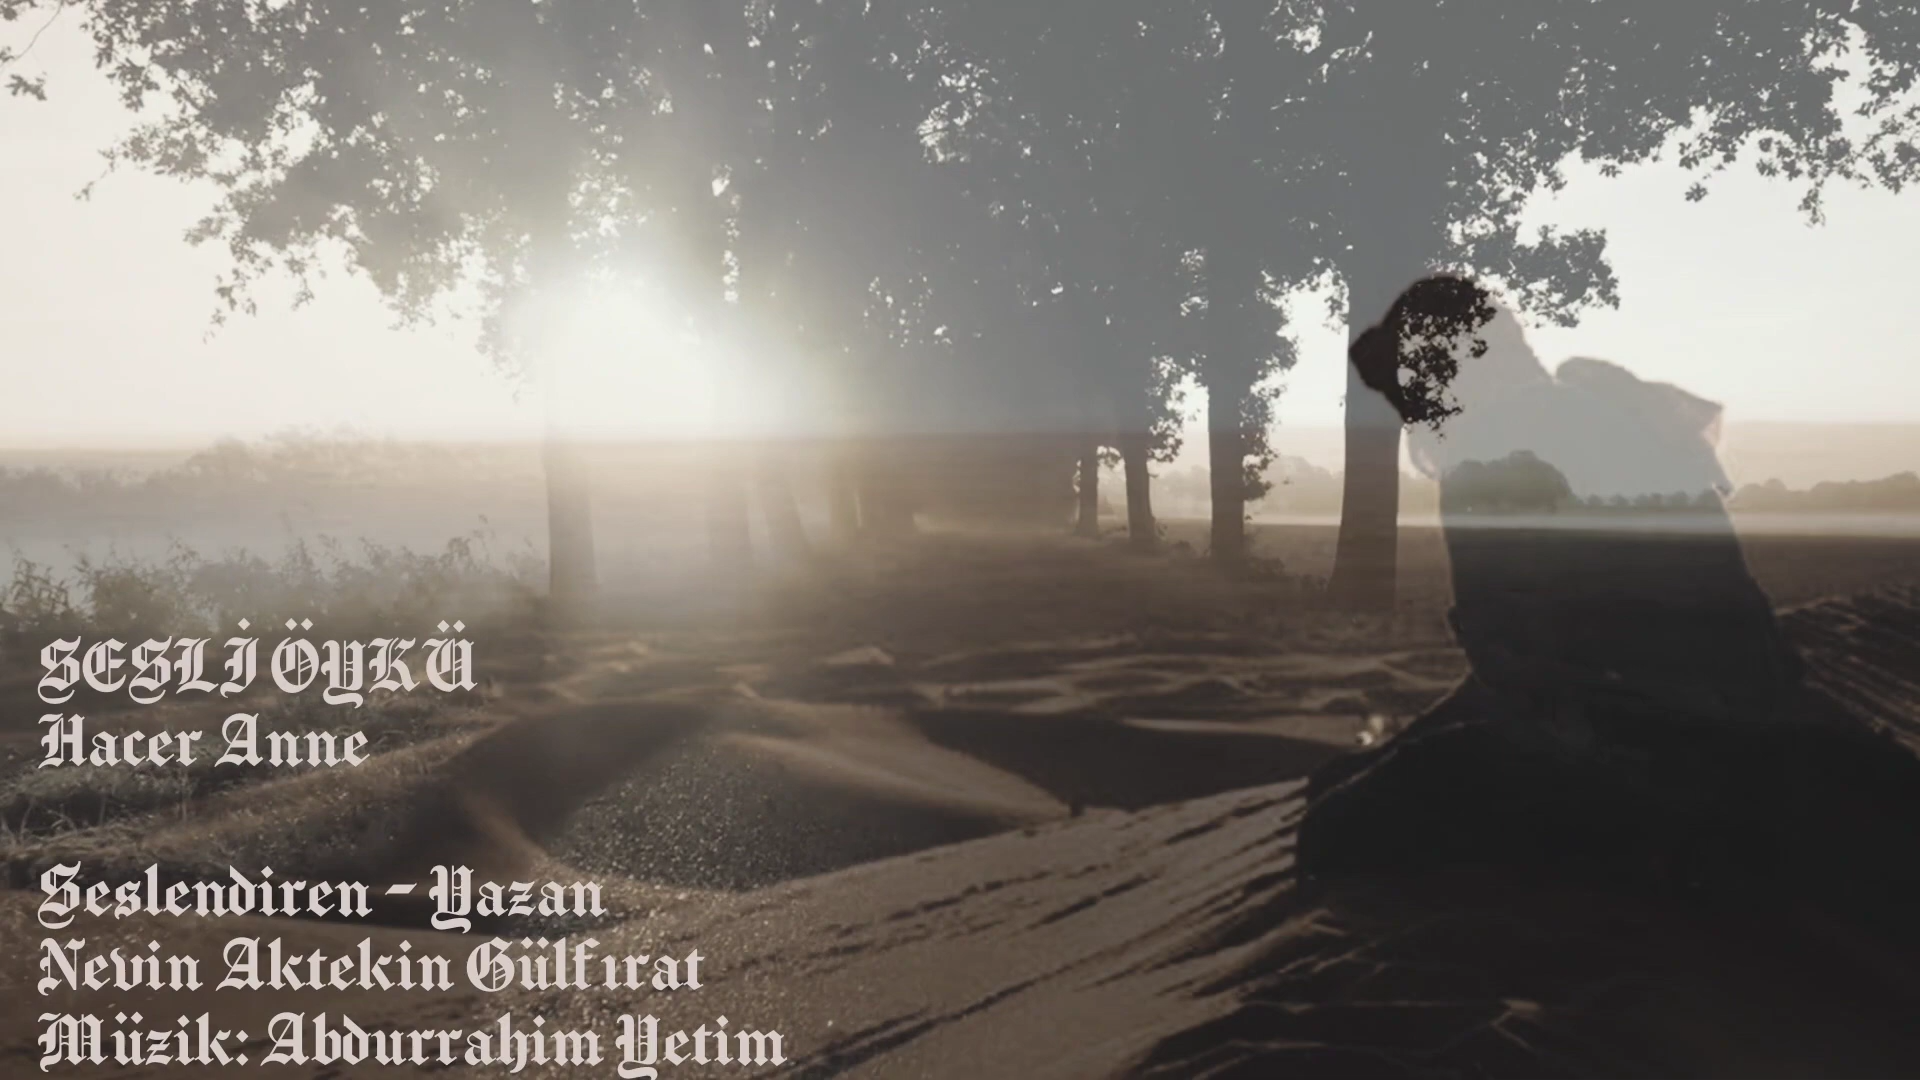 SESLİ ÖYKÜ
Hacer Anne
Seslendiren - Yazan
Nevin Aktekin Gülfırat
Müzik: Abdurrahim Yetim